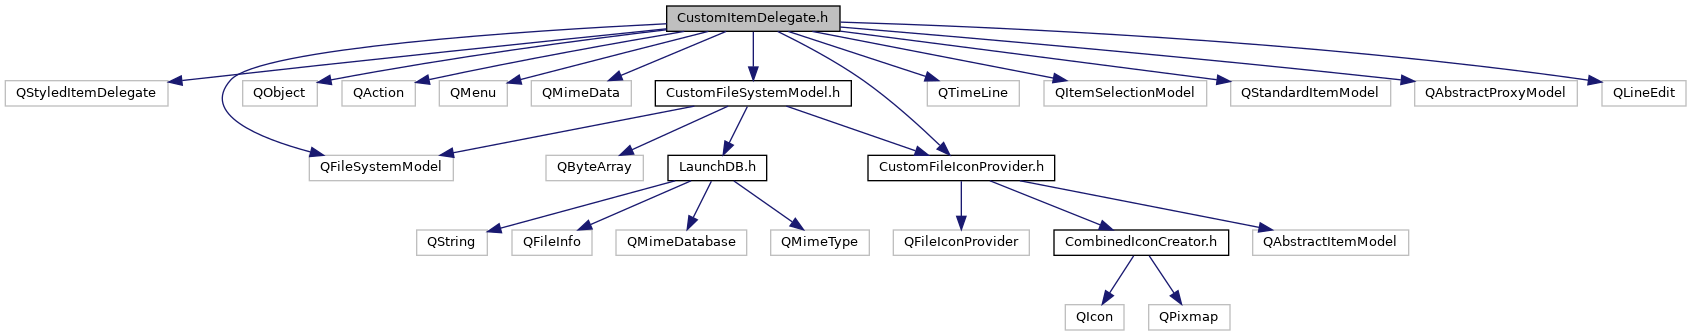 CustomItemDelegate.h
QStyledItemDelegate
QObject
QAction
QMenu
QMimeData
CustomFileSystemModel.h
QTimeLine
QItemSelectionModel
QStandardItemModel
QAbstractProxyModel
QLineEdit
QFileSystemModel
QByteArray
LaunchDB.h
CustomFileIconProvider.h
QString
QFileInfo
QMimeDatabase
QMimeType
QFileIconProvider
CombinedIconCreator.h
QAbstractItemModel
QIcon
QPixmap